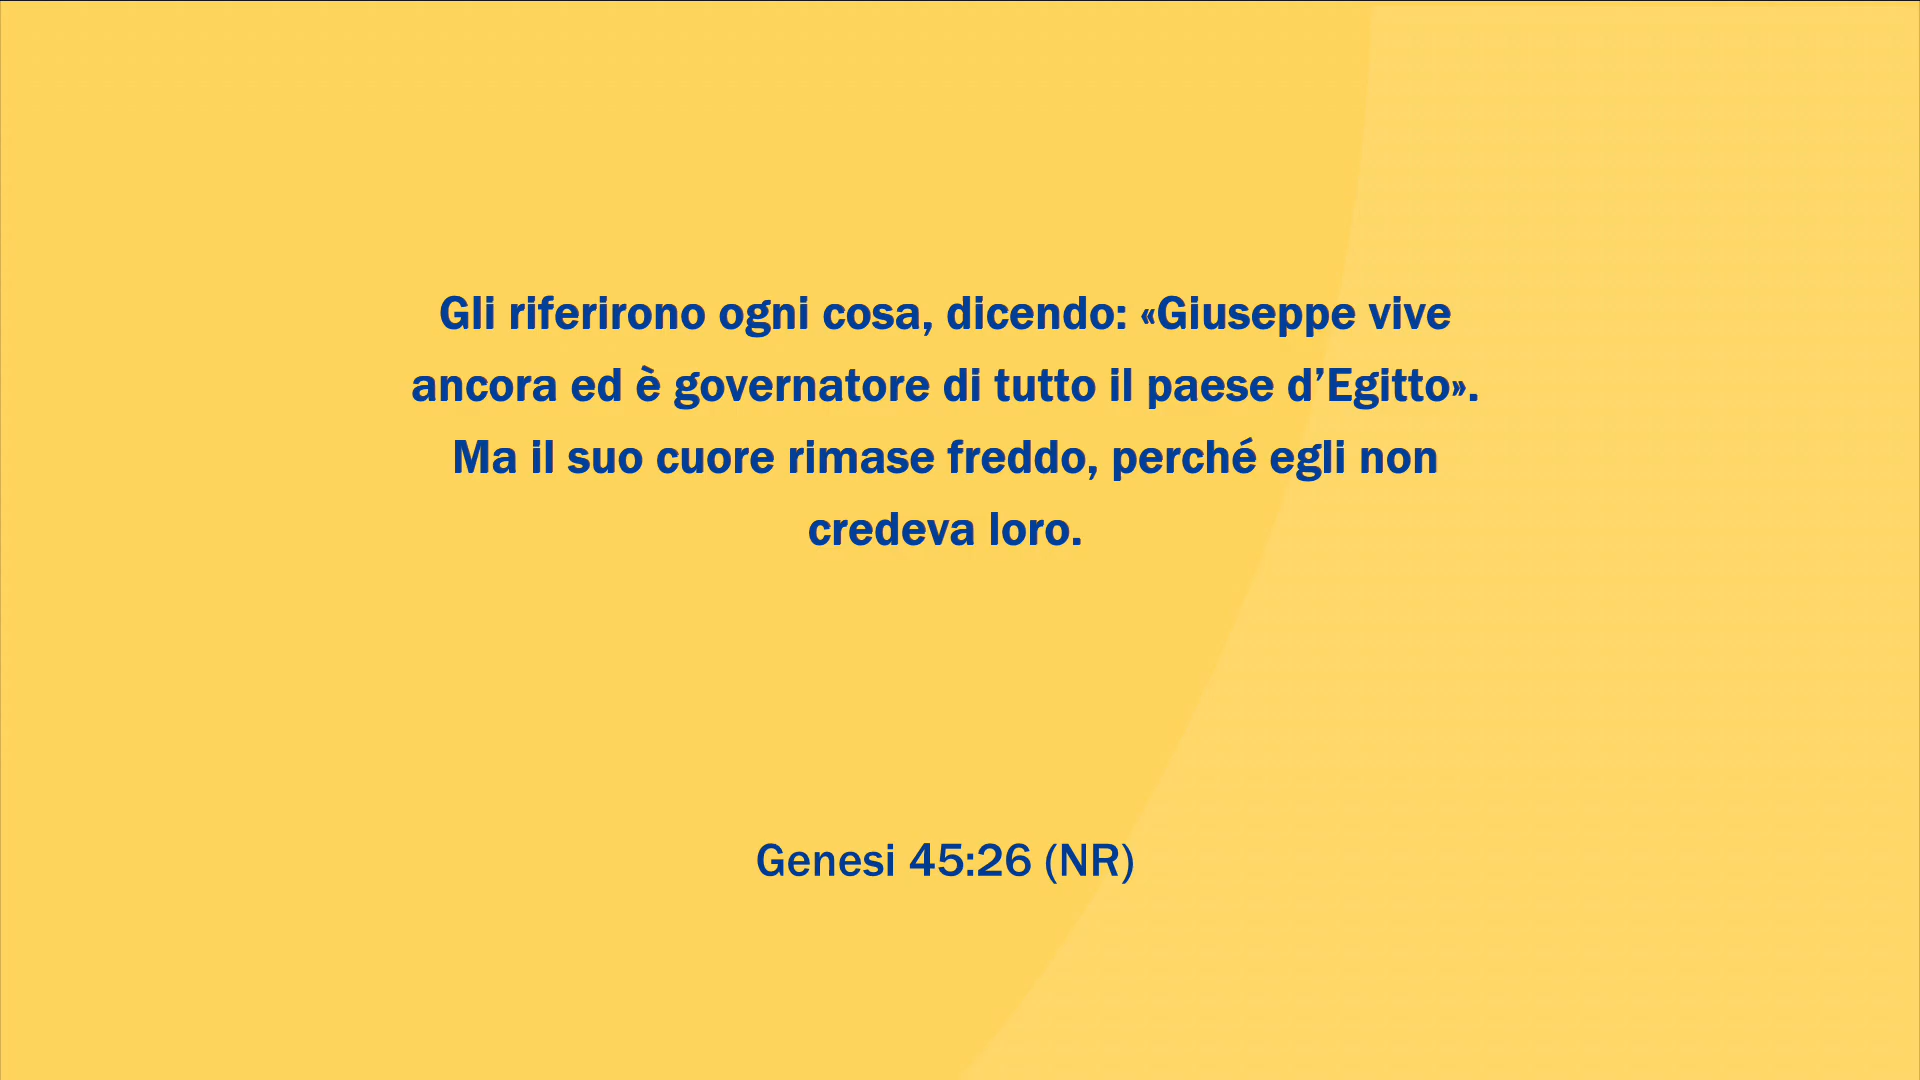 Gli riferirono ogni cosa, dicendo: «Giuseppe vive
ancora ed è governatore di tutto il paese d’Egitto».
Ma il suo cuore rimase freddo, perché egli non
credeva loro.
Genesi 45:26 (NR)